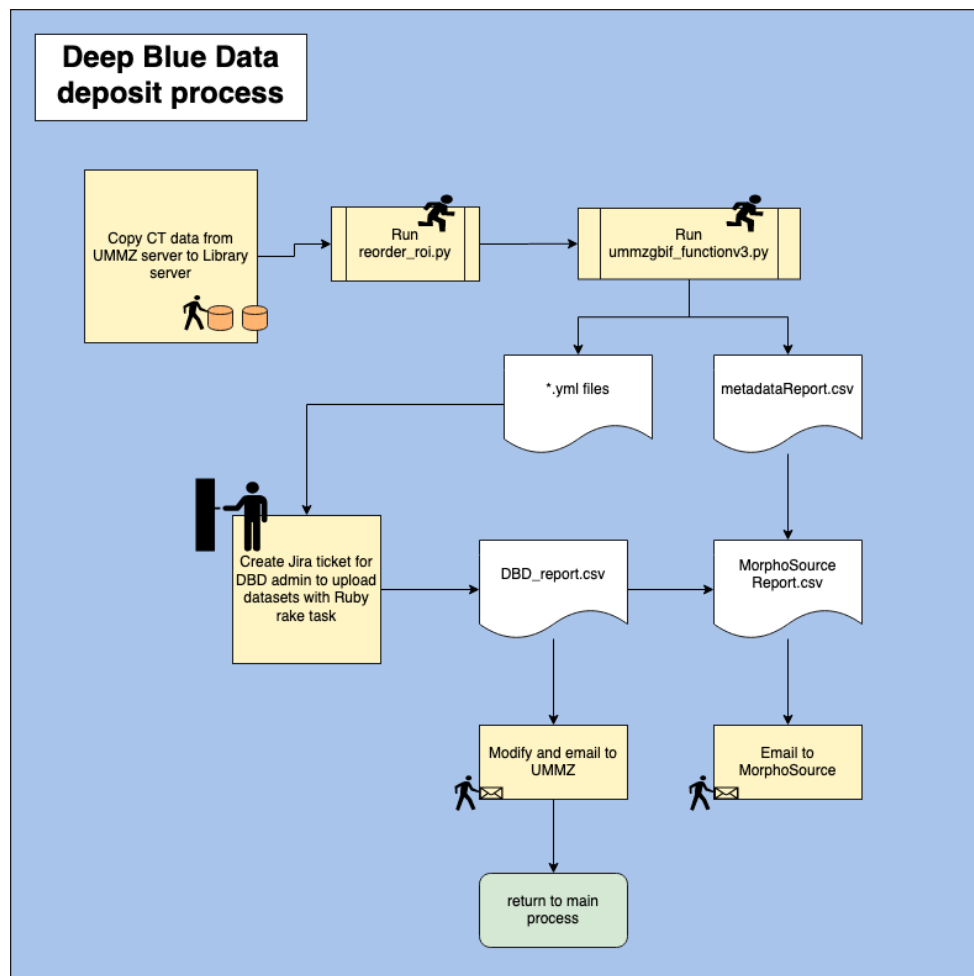 Deep Blue Data
deposit process
Copy CT data from
UMMZ server to Library
server
Run
reorder_roi.py
Run
ummzgbif_functionv3.py
*.yml files
metadataReport.csv
Create Jira ticket for
DBD admin to upload
datasets with Ruby
rake task
DBD_report.csv
MorphoSource
Report.csv
Modify and email to
UMMZ
Email to
MorphoSource
return to main
process